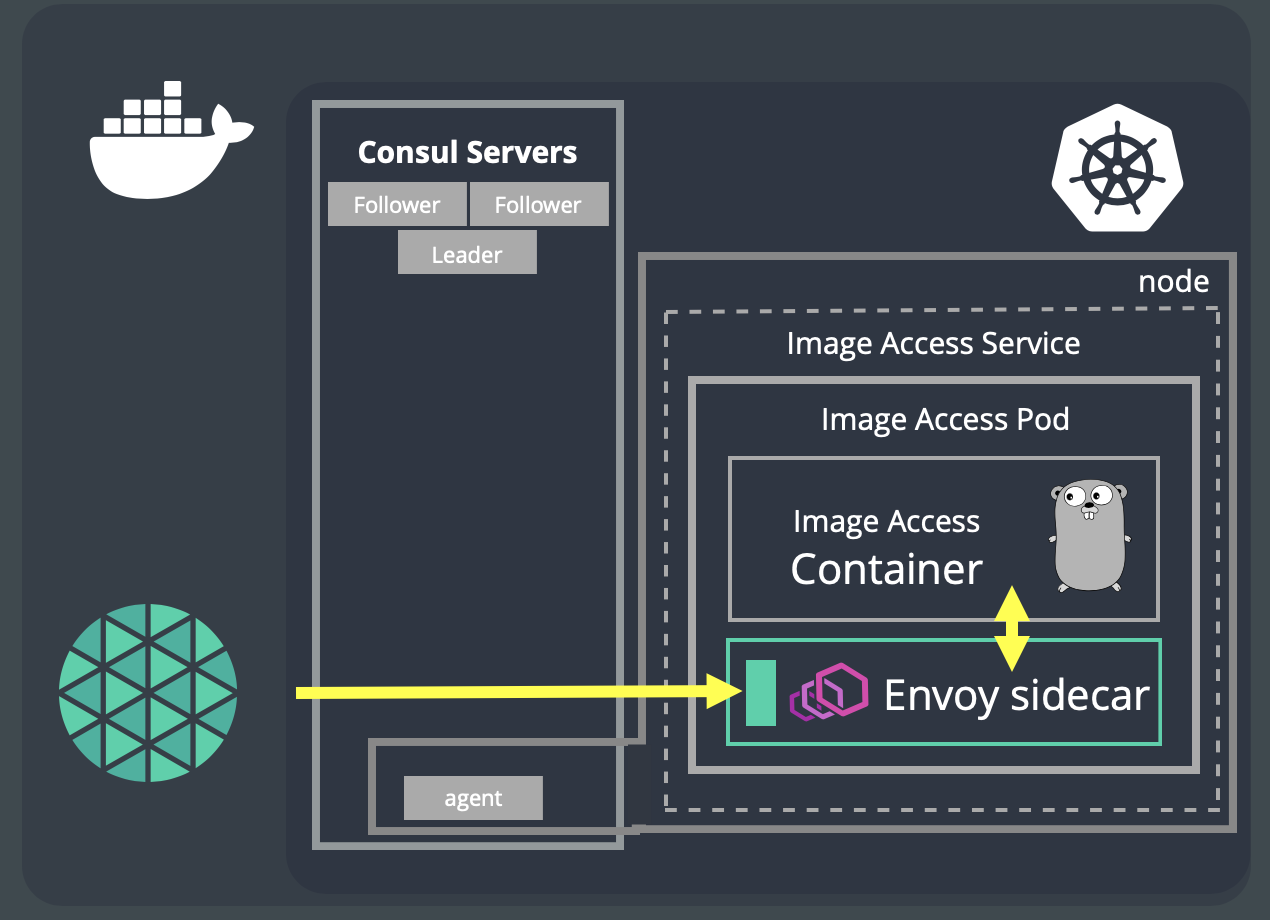 Consul Servers
Follower
Follower
Leader
node
Image Access Service
Image Access Pod
Image Access
Container
Envoy sidecar
agent